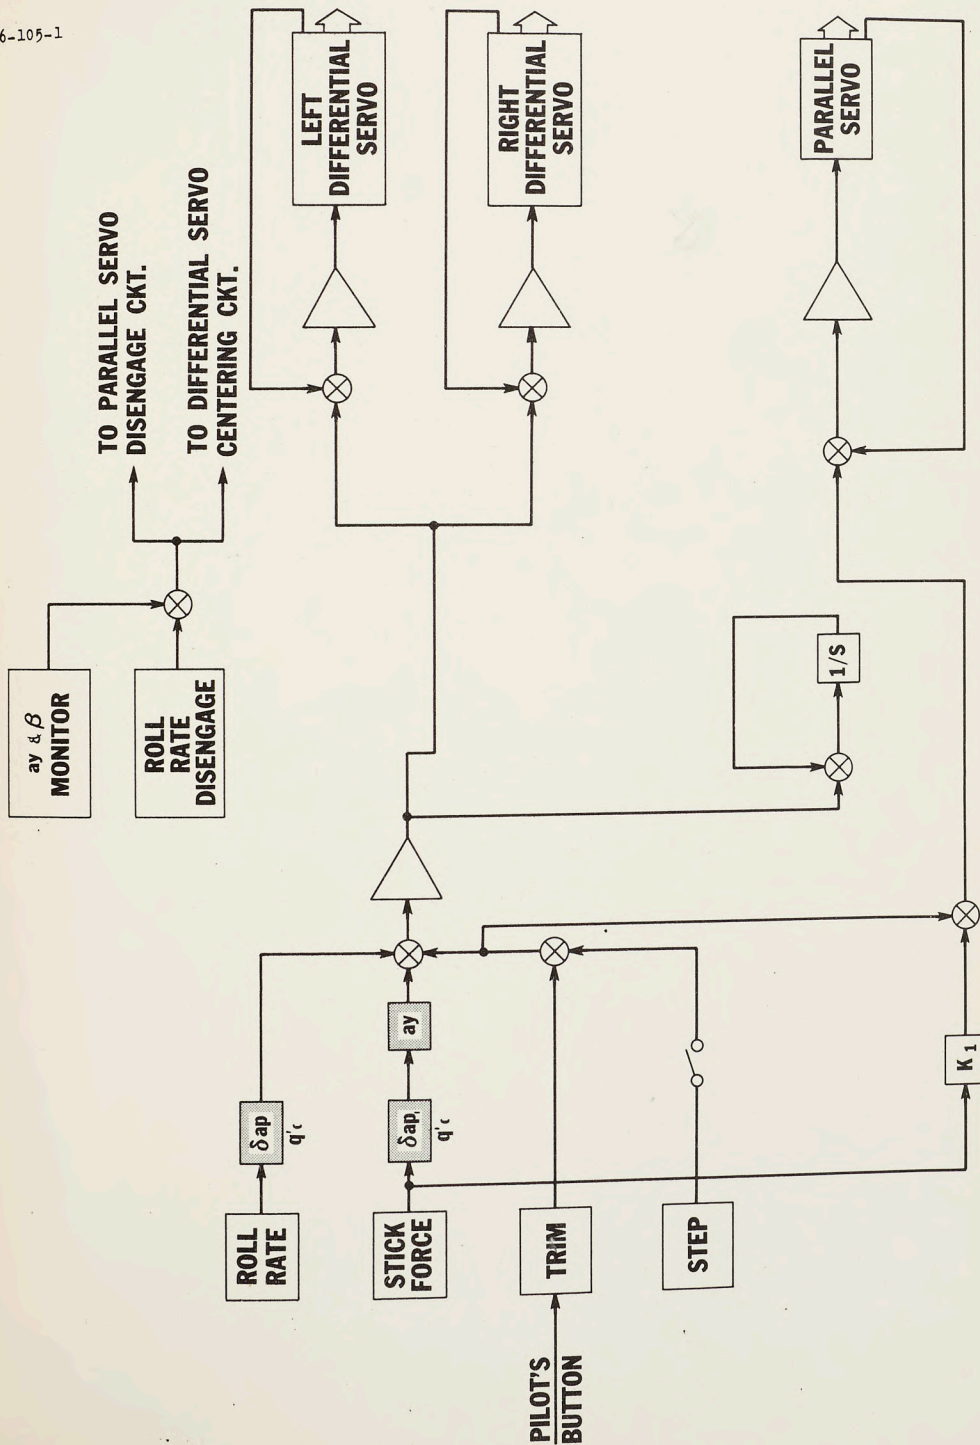 6-105-1
TO PARALLEL SERVO
DISENGAGE CKT.
TO DIFFERENTIAL SERVO
CENTERING CKT.
ay & β
MONITOR
ROLL
RATE
DISENGAGE
LEFT
DIFFERENTIAL
SERVO
RIGHT
DIFFERENTIAL
SERVO
PARALLEL
SERVO
1/S
ROLL
RATE
δap
q'c
STICK
FORCE
δap,
q'c
ay
PILOT'S
BUTTON
TRIM
STEP
K1